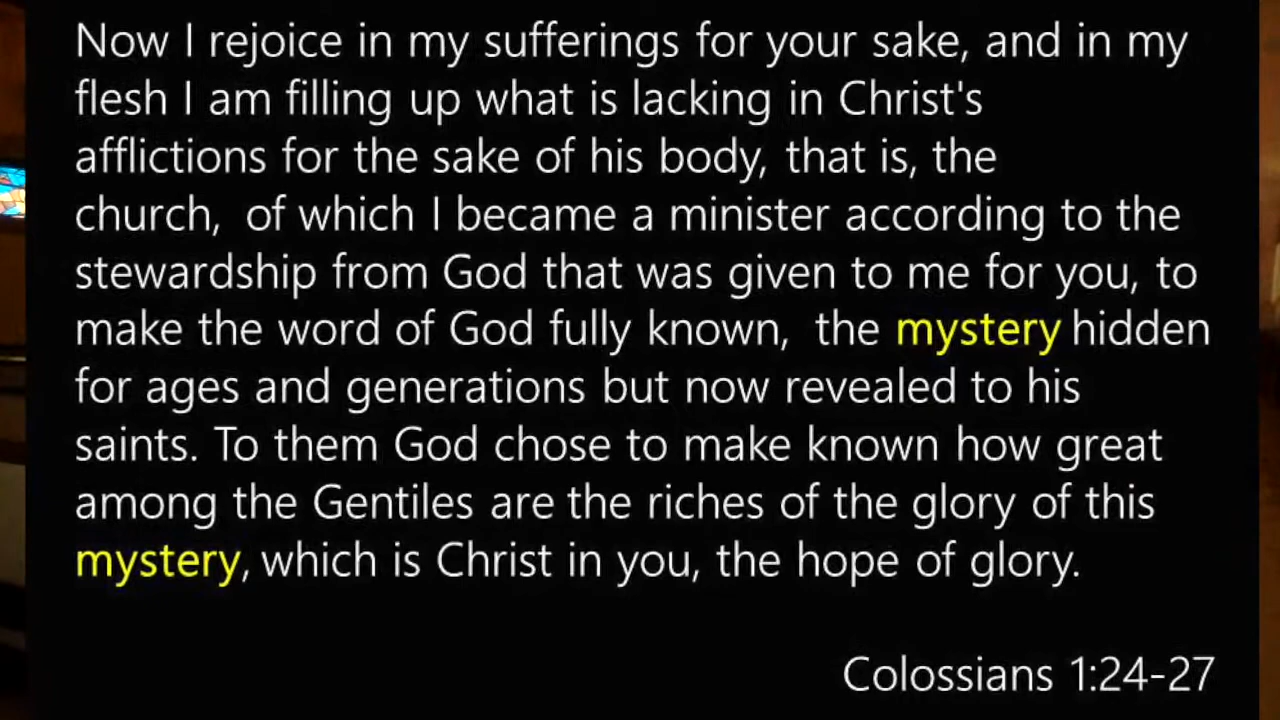 Now I rejoice in my sufferings for your sake, and in my
flesh I am filling up what is lacking in Christ's
afflictions for the sake of his body, that is, the
church,  of which I became a minister according to the
stewardship from God that was given to me for you, to
make the word of God fully known,  the mystery hidden
for ages and generations but now revealed to his
saints. To them God chose to make known how great
among the Gentiles are the riches of the glory of this
mystery, which is Christ in you, the hope of glory.
Colossians 1:24-27